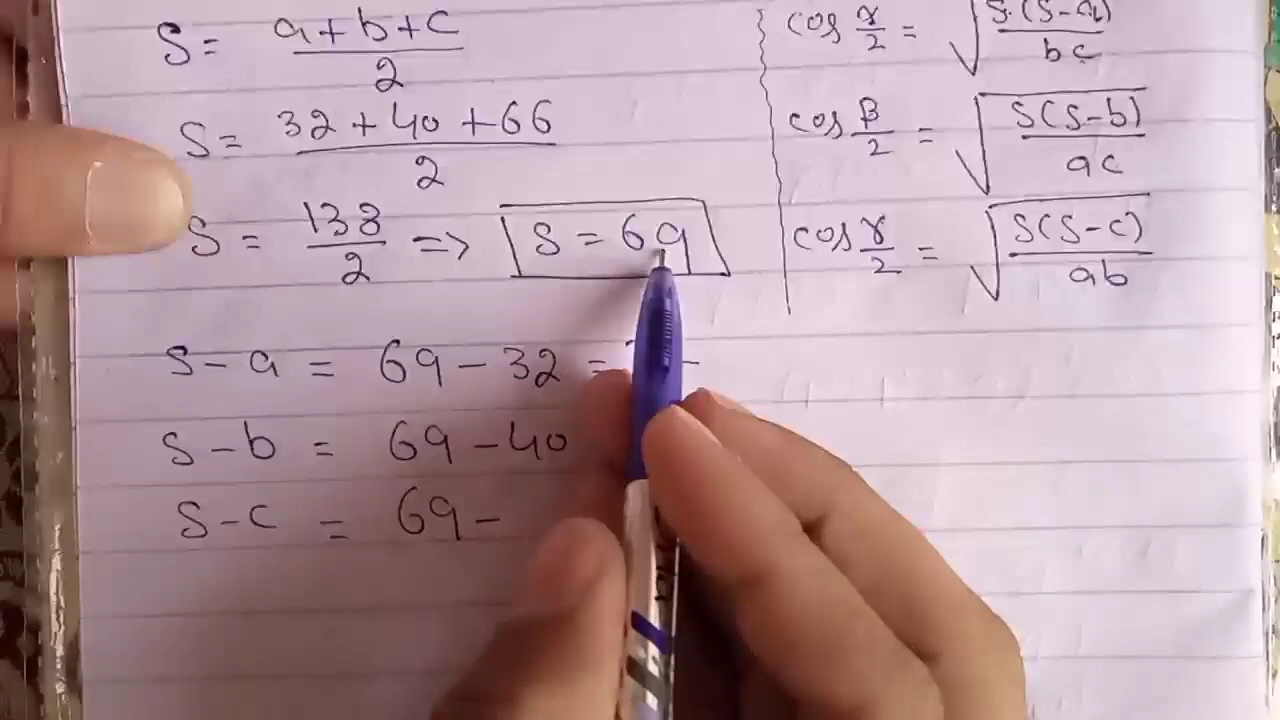 S = a+b+c / 2
S = 32+40+66 / 2
S = 138 / 2 => S = 69
S-a = 69-32 =
S-b = 69-40
S-c = 69-
cos γ/2 = √ S.(S-a) / bc
cos β/2 = √ S(S-b) / ac
cos γ/2 = √ S(S-c) / ab